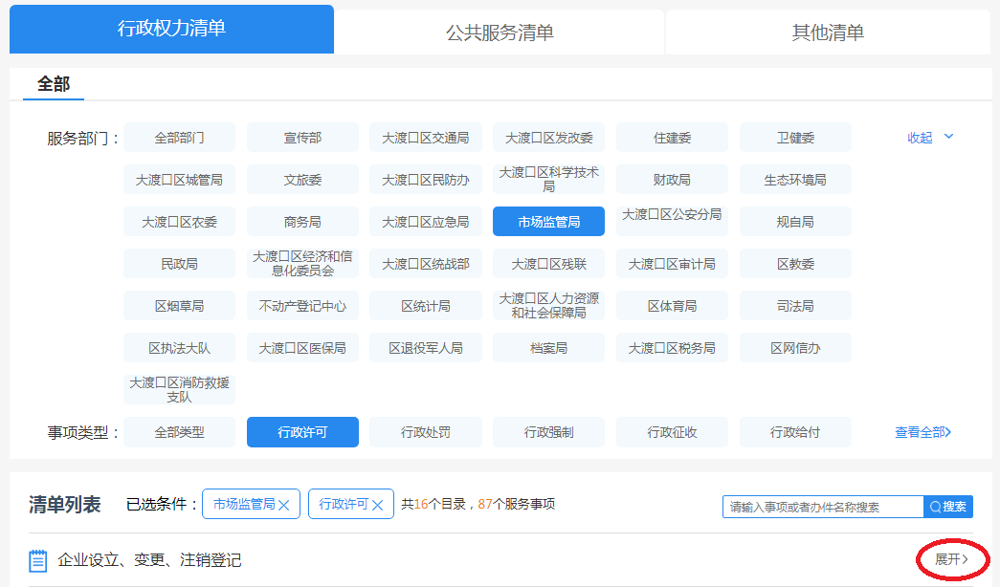 行政权力清单 公共服务清单 其他清单
全部
服务部门： 全部部门 宣传部 大渡口区交通局 大渡口区发改委 住建委 卫健委 收起
大渡口区城管局 文旅委 大渡口区民防办 大渡口区科学技术
局 财政局 生态环境局
大渡口区农委 商务局 大渡口区应急局 市场监管局 大渡口区公安分局 规自局
民政局 大渡口区经济和信
息化委员会 大渡口区统战部 大渡口区残联 大渡口区审计局 区教委
区烟草局 不动产登记中心 区统计局 大渡口区人力资源
和社会保障局 区体育局 司法局
区执法大队 大渡口区医保局 区退役军人局 档案局 大渡口区税务局 区网信办
大渡口区消防救援
支队
事项类型： 全部类型 行政许可 行政处罚 行政强制 行政征收 行政给付 查看全部>
清单列表 已选条件： 市场监管局× 行政许可× 共16个目录，87个服务事项 请输入事项或者办件名称搜索 搜索
企业设立、变更、注销登记 展开>